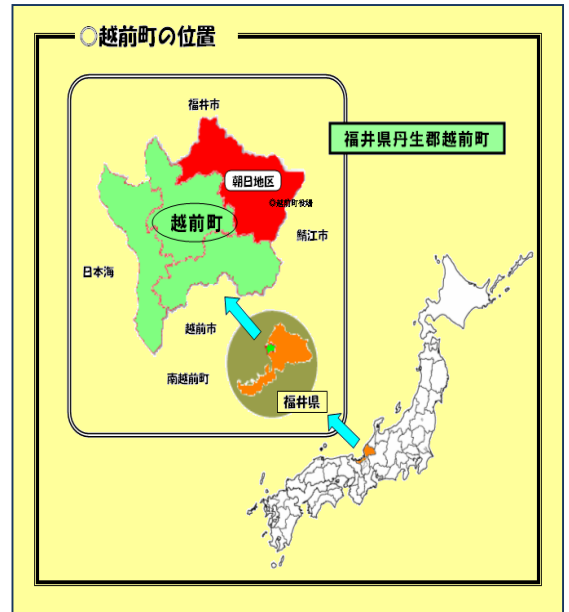 ○越前町の位置
福井市
福井県丹生郡越前町
朝日地区
◎越前町役場
越前町
鯖江市
日本海
越前市
南越前町
福井県